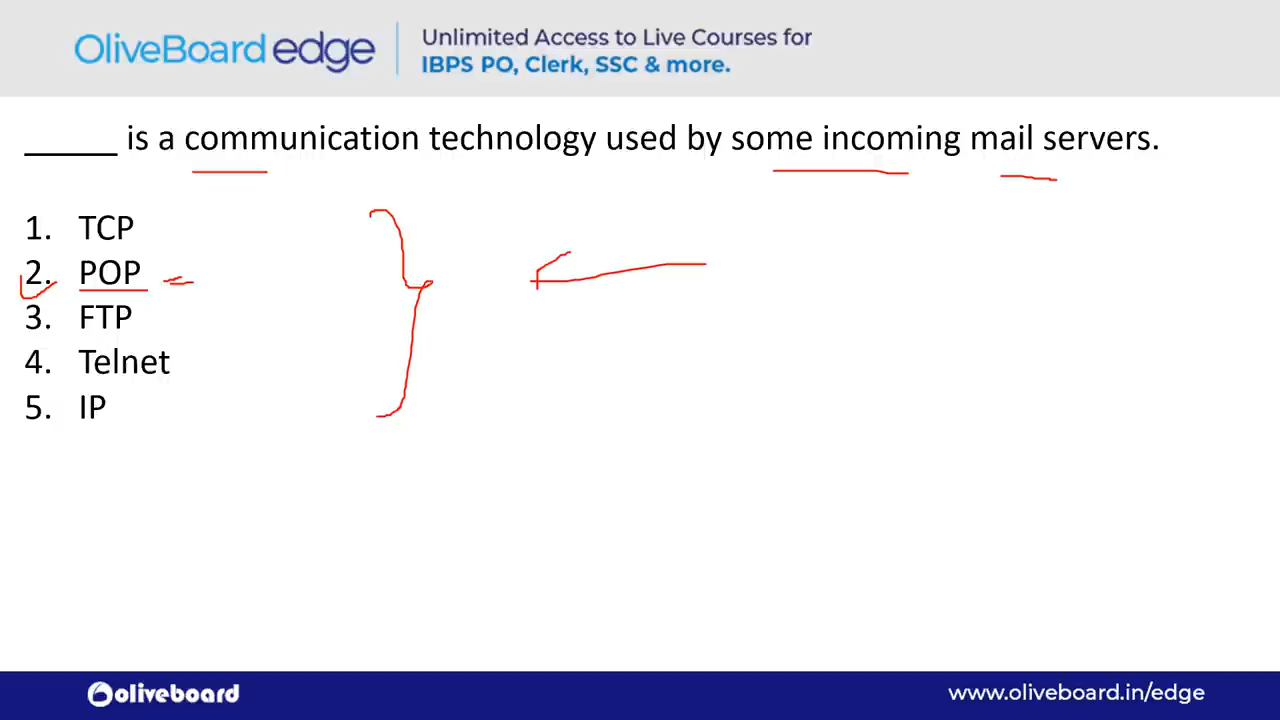 OliveBoard edge
Unlimited Access to Live Courses for
IBPS PO, Clerk, SSC & more.
_____ is a communication technology used by some incoming mail servers.
1. TCP
2. POP
3. FTP
4. Telnet
5. IP
oliveboard
www.oliveboard.in/edge